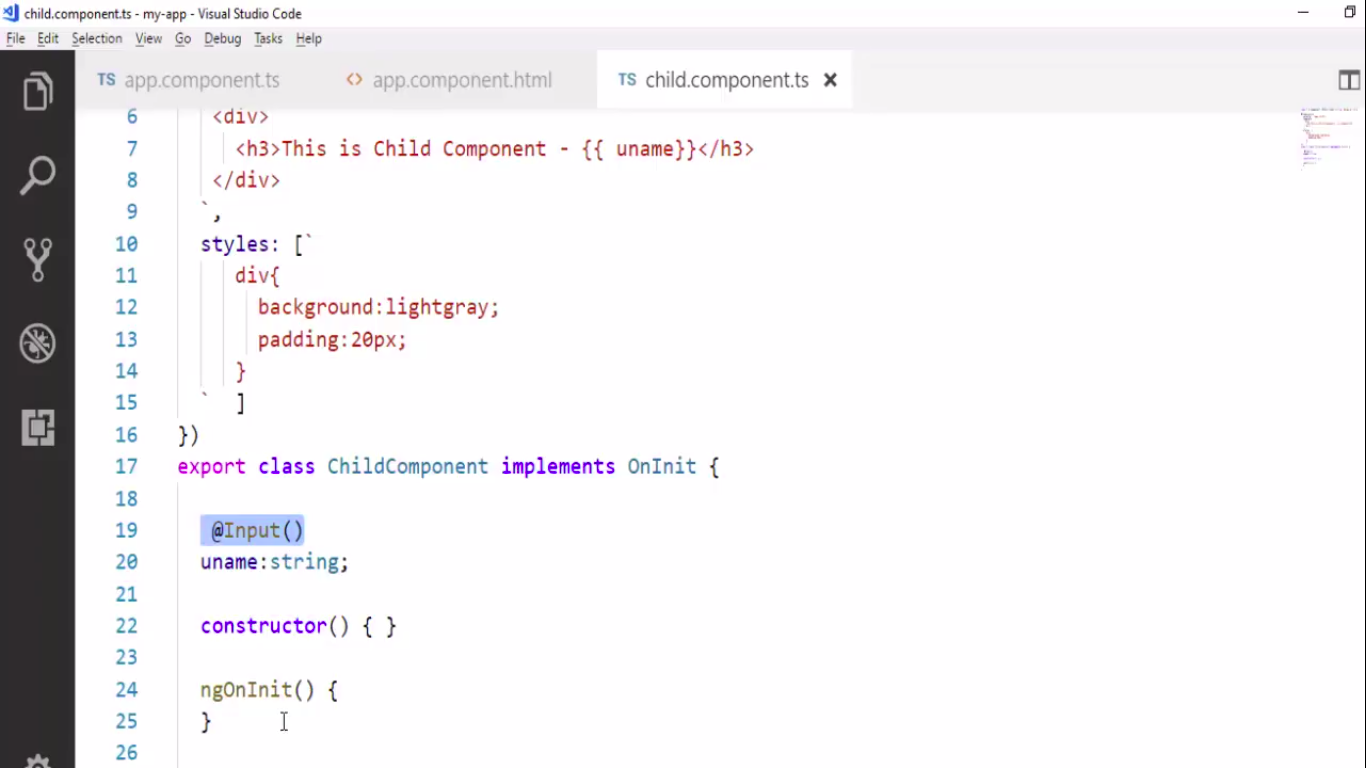 child.component.ts - my-app - Visual Studio Code
File Edit Selection View Go Debug Tasks Help
TS app.component.ts <> app.component.html TS child.component.ts ×
6 <div>
7 <h3>This is Child Component - {{ uname}}</h3>
8 </div>
9 `,
10 styles: [`
11 div{
12 background:lightgray;
13 padding:20px;
14 }
15 ` ]
16 })
17 export class ChildComponent implements OnInit {
18
19 @Input()
20 uname:string;
21
22 constructor() { }
23
24 ngOnInit() {
25 }
26